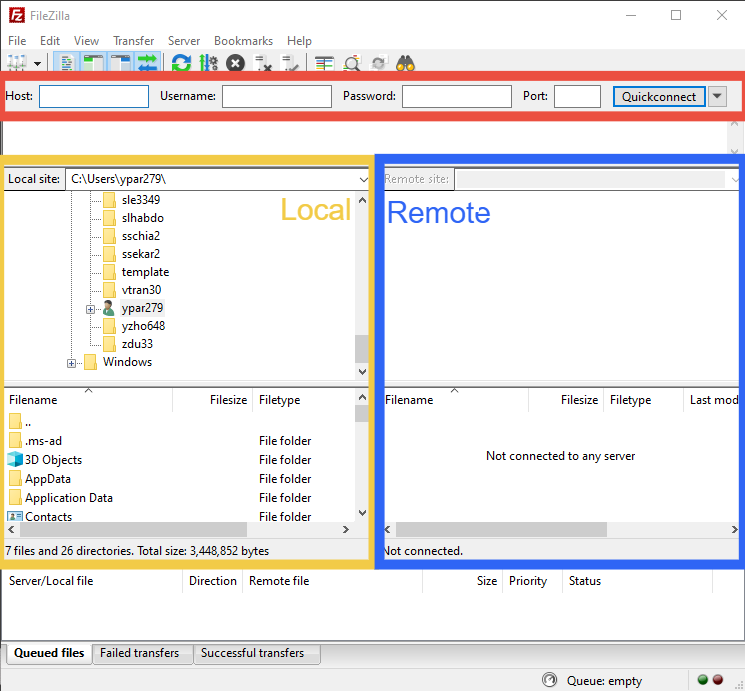 FileZilla
File Edit View Transfer Server Bookmarks Help
Host: Username: Password: Port: Quickconnect
Local site: C:\Users\ypar279\
Remote site:
Local
Remote
sle3349
slhabdo
sschia2
ssekar2
template
vtran30
ypar279
yzho648
zdu33
Windows
Filename Filesize Filetype
..
.ms-ad File folder
3D Objects File folder
AppData File folder
Application Data File folder
Contacts File folder
7 files and 26 directories. Total size: 3,448,852 bytes
Filename Filesize Filetype Last mod
Not connected to any server
Not connected.
Server/Local file Direction Remote file Size Priority Status
Queued files Failed transfers Successful transfers
Queue: empty